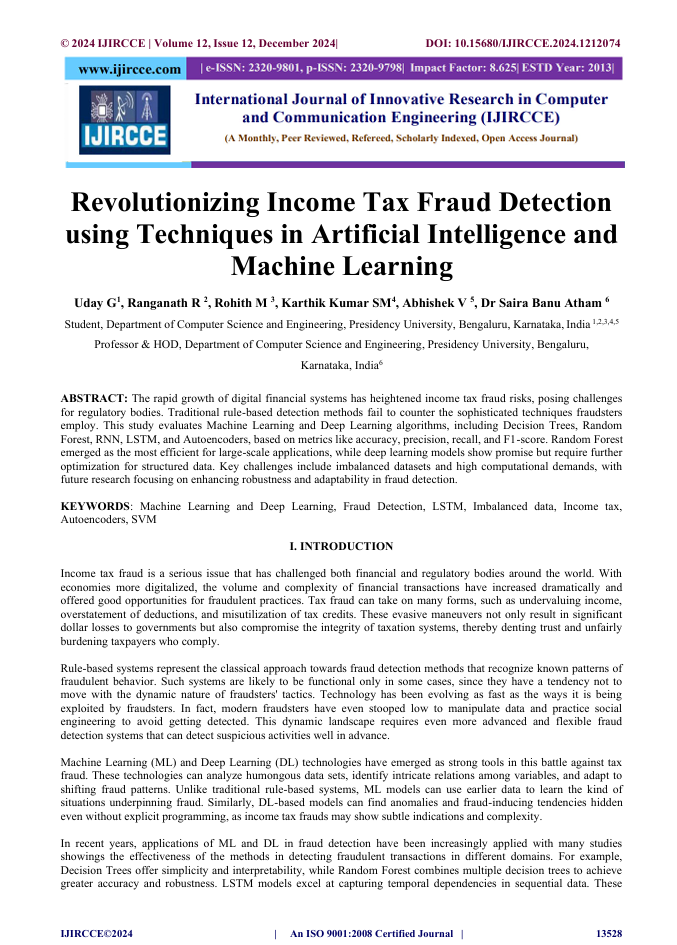 © 2024 IJIRCCE | Volume 12, Issue 12, December 2024| DOI: 10.15680/IJIRCCE.2024.1212074
www.ijircce.com | e-ISSN: 2320-9801, p-ISSN: 2320-9798| Impact Factor: 8.625| ESTD Year: 2013|
International Journal of Innovative Research in Computer
and Communication Engineering (IJIRCCE)
IJIRCCE
(A Monthly, Peer Reviewed, Refereed, Scholarly Indexed, Open Access Journal)
Revolutionizing Income Tax Fraud Detection
using Techniques in Artificial Intelligence and
Machine Learning
Uday G1, Ranganath R 2, Rohith M 3, Karthik Kumar SM4, Abhishek V 5, Dr Saira Banu Atham 6
Student, Department of Computer Science and Engineering, Presidency University, Bengaluru, Karnataka, India 1,2,3,4,5
Professor & HOD, Department of Computer Science and Engineering, Presidency University, Bengaluru,
Karnataka, India6
ABSTRACT: The rapid growth of digital financial systems has heightened income tax fraud risks, posing challenges
for regulatory bodies. Traditional rule-based detection methods fail to counter the sophisticated techniques fraudsters
employ. This study evaluates Machine Learning and Deep Learning algorithms, including Decision Trees, Random
Forest, RNN, LSTM, and Autoencoders, based on metrics like accuracy, precision, recall, and F1-score. Random Forest
emerged as the most efficient for large-scale applications, while deep learning models show promise but require further
optimization for structured data. Key challenges include imbalanced datasets and high computational demands, with
future research focusing on enhancing robustness and adaptability in fraud detection.
KEYWORDS: Machine Learning and Deep Learning, Fraud Detection, LSTM, Imbalanced data, Income tax,
Autoencoders, SVM
I. INTRODUCTION
Income tax fraud is a serious issue that has challenged both financial and regulatory bodies around the world. With
economies more digitalized, the volume and complexity of financial transactions have increased dramatically and
offered good opportunities for fraudulent practices. Tax fraud can take on many forms, such as undervaluing income,
overstatement of deductions, and misutilization of tax credits. These evasive maneuvers not only result in significant
dollar losses to governments but also compromise the integrity of taxation systems, thereby denting trust and unfairly
burdening taxpayers who comply.
Rule-based systems represent the classical approach towards fraud detection methods that recognize known patterns of
fraudulent behavior. Such systems are likely to be functional only in some cases, since they have a tendency not to
move with the dynamic nature of fraudsters' tactics. Technology has been evolving as fast as the ways it is being
exploited by fraudsters. In fact, modern fraudsters have even stooped low to manipulate data and practice social
engineering to avoid getting detected. This dynamic landscape requires even more advanced and flexible fraud
detection systems that can detect suspicious activities well in advance.
Machine Learning (ML) and Deep Learning (DL) technologies have emerged as strong tools in this battle against tax
fraud. These technologies can analyze humongous data sets, identify intricate relations among variables, and adapt to
shifting fraud patterns. Unlike traditional rule-based systems, ML models can use earlier data to learn the kind of
situations underpinning fraud. Similarly, DL-based models can find anomalies and fraud-inducing tendencies hidden
even without explicit programming, as income tax frauds may show subtle indications and complexity.
In recent years, applications of ML and DL in fraud detection have been increasingly applied with many studies
showings the effectiveness of the methods in detecting fraudulent transactions in different domains. For example,
Decision Trees offer simplicity and interpretability, while Random Forest combines multiple decision trees to achieve
greater accuracy and robustness. LSTM models excel at capturing temporal dependencies in sequential data. These
IJIRCCE©2024 | An ISO 9001:2008 Certified Journal | 13528